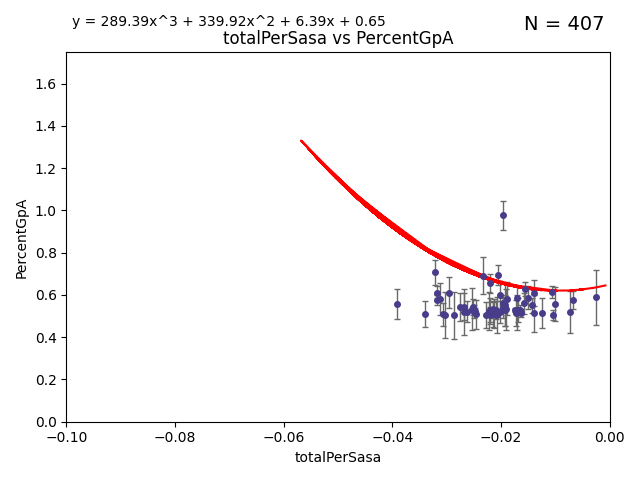 y = 289.39x^3 + 339.92x^2 + 6.39x + 0.65
N = 407
totalPerSasa vs PercentGpA
1.6
1.4
1.2
1.0
0.8
0.6
0.4
0.2
0.0
PercentGpA
−0.10 −0.08 −0.06 −0.04 −0.02 0.00
totalPerSasa